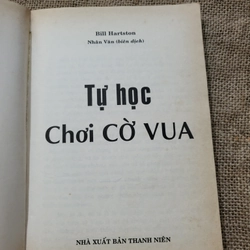 Bill Hartston
Nhân Văn (biên dịch)
Tự học
Chơi CỜ VUA
NHÀ XUẤT BẢN THANH NIÊN